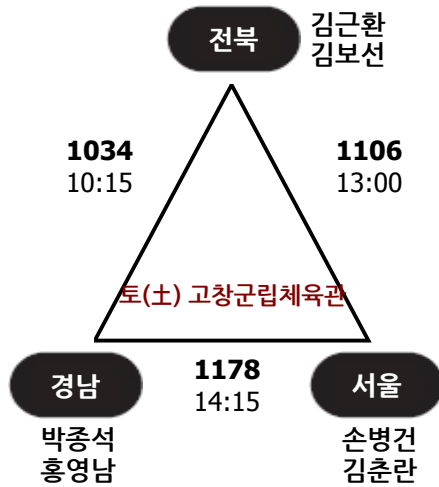 전북
김근환
김보선
1034
10:15
1106
13:00
토(土) 고창군립체육관
경남
1178
14:15
서울
박종석
홍영남
손병건
김춘란